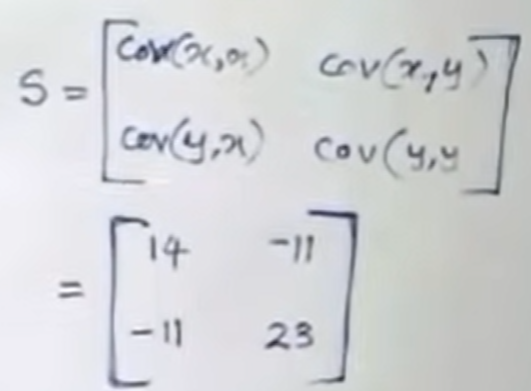 S = [cov(x,x) cov(x,y)
cov(y,x) cov(y,y]
= [14 -11
-11 23]